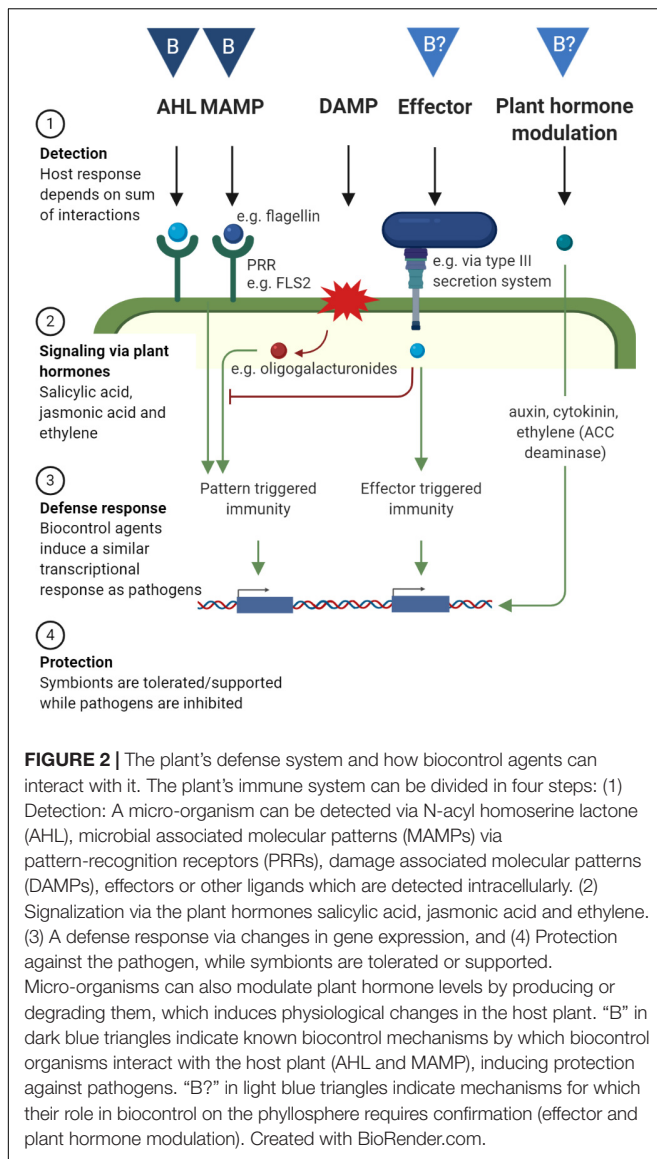 B
B
B?
B?
AHL MAMP
DAMP
Effector
Plant hormone
modulation
1
Detection
Host response
depends on sum
of interactions
e.g. flagellin
PRR
e.g. FLS2
e.g. via type III
secretion system
2
Signaling via plant
hormones
Salicylic acid,
jasmonic acid and
ethylene
e.g. oligogalacturonides
auxin, cytokinin,
ethylene (ACC
deaminase)
3
Defense response
Biocontrol agents
induce a similar
transcriptional
response as pathogens
Pattern triggered
immunity
Effector triggered
immunity
4
Protection
Symbionts are tolerated/supported
while pathogens are inhibited
FIGURE 2 | The plant's defense system and how biocontrol agents can
interact with it. The plant's immune system can be divided in four steps: (1)
Detection: A micro-organism can be detected via N-acyl homoserine lactone
(AHL), microbial associated molecular patterns (MAMPs) via
pattern-recognition receptors (PRRs), damage associated molecular patterns
(DAMPs), effectors or other ligands which are detected intracellularly. (2)
Signalization via the plant hormones salicylic acid, jasmonic acid and ethylene.
(3) A defense response via changes in gene expression, and (4) Protection
against the pathogen, while symbionts are tolerated or supported.
Micro-organisms can also modulate plant hormone levels by producing or
degrading them, which induces physiological changes in the host plant. "B" in
dark blue triangles indicate known biocontrol mechanisms by which biocontrol
organisms interact with the host plant (AHL and MAMP), inducing protection
against pathogens. "B?" in light blue triangles indicate mechanisms for which
their role in biocontrol on the phyllosphere requires confirmation (effector and
plant hormone modulation). Created with BioRender.com.